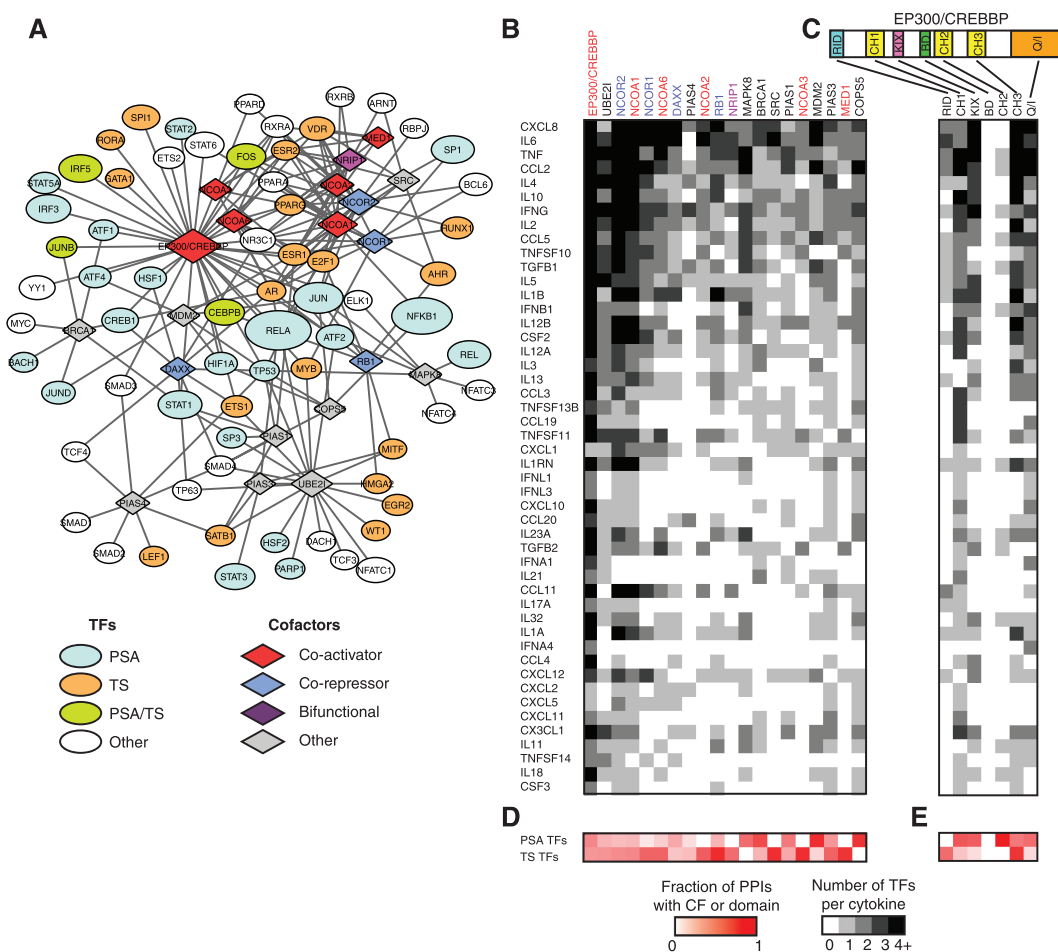 A
B
C
EP300/CREBBP
RID
CH1
KIX
BD
CH2
CH3
Q/I
RID
CH1
KIX
BD
CH2
CH3
Q/I
EP300/CREBBP
UBE2I
NCOR2
NCOA1
NCOR1
NCOA6
DAXX
PIAS4
NCOA2
RB1
NRIP1
MAPK8
BRCA1
SRC
PIAS1
NCOA3
MDM2
PIAS3
MED1
COPS5
CXCL8
IL6
TNF
CCL2
IL4
IL10
IFNG
IL2
CCL5
TNFSF10
TGFB1
IL5
IL1B
IFNB1
IL12B
CSF2
IL12A
IL3
IL13
CCL3
TNFSF13B
CCL19
TNFSF11
CXCL1
IL1RN
IFNL1
IFNL3
CXCL10
CCL20
IL23A
TGFB2
IFNA1
IL21
CCL11
IL17A
IL32
IL1A
IFNA4
CCL4
CXCL12
CXCL2
CXCL5
CXCL11
CX3CL1
IL11
TNFSF14
IL18
CSF3
PPARD
RXRB
ARNT
SPI1
STAT2
RXRA
VDR
MED1
RBPJ
RORA
STAT6
ESR2
SP1
ETS2
FOS
NRIP1
IRF5
GATA1
STAT5A
PPARA
SRC
BCL6
IRF3
PPARG
NCOR2
ATF1
NCOA6
NCOA1
RUNX1
JUNB
EP300/CREBBP
NR3C1
NCOR1
ESR1
E2F1
YY1
ATF4
HSF1
AR
AHR
JUN
ELK1
MYC
BRCA1
CREB1
MDM2
CEBPB
RELA
NFKB1
ATF2
BACH1
DAXX
HIF1A
TP53
MYB
RB1
REL
MAPK8
JUND
SMAD3
NFATC3
STAT1
ETS1
COPS5
NFATC4
TCF4
SP3
PIAS1
MITF
SMAD4
TP63
PIAS3
UBE2I
HMGA2
PIAS4
EGR2
SMAD1
SATB1
HSF2
DACH1
WT1
SMAD2
LEF1
TCF3
STAT3
PARP1
NFATC1
TFs
Cofactors
PSA
Co-activator
TS
Co-repressor
PSA/TS
Bifunctional
Other
Other
D
E
PSA TFs
TS TFs
Fraction of PPIs
with CF or domain
0 1
Number of TFs
per cytokine
0 1 2 3 4+